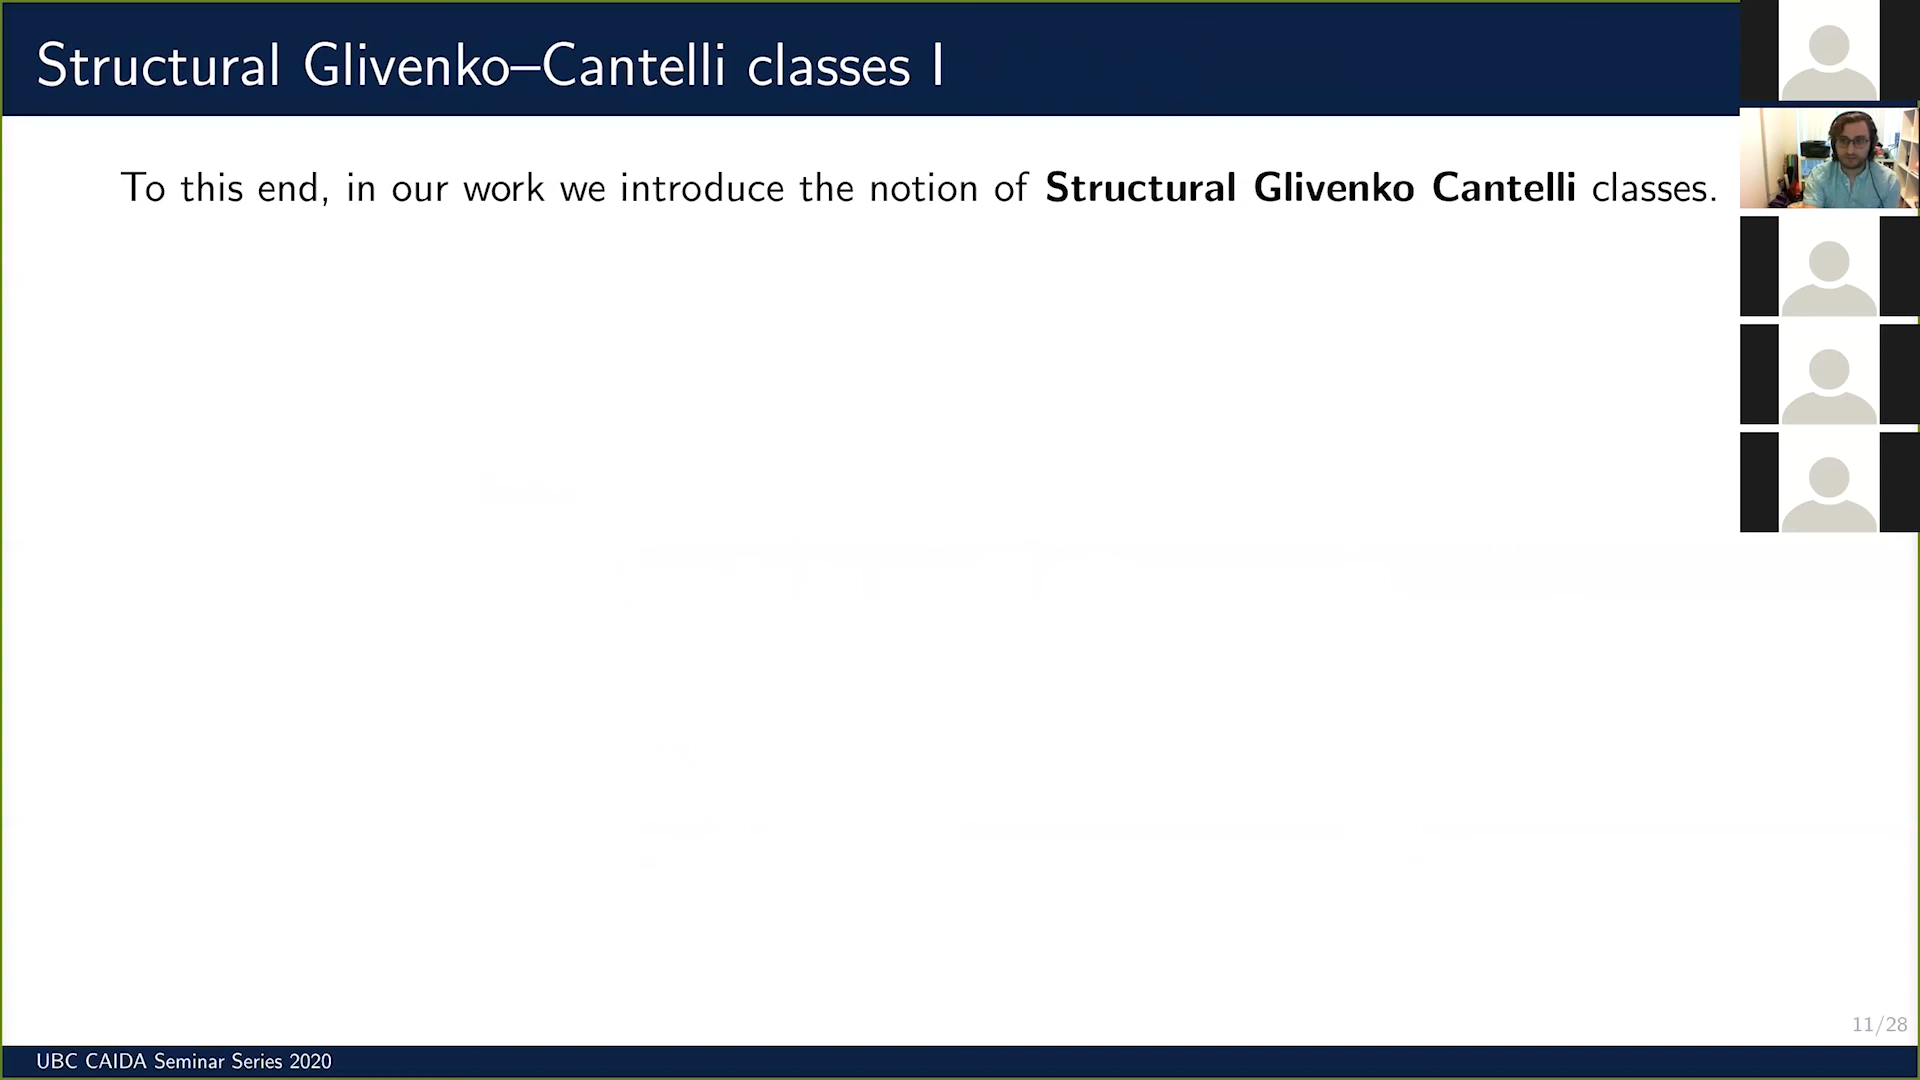 Structural Glivenko–Cantelli classes I
To this end, in our work we introduce the notion of Structural Glivenko Cantelli classes.
11/28
UBC CAIDA Seminar Series 2020